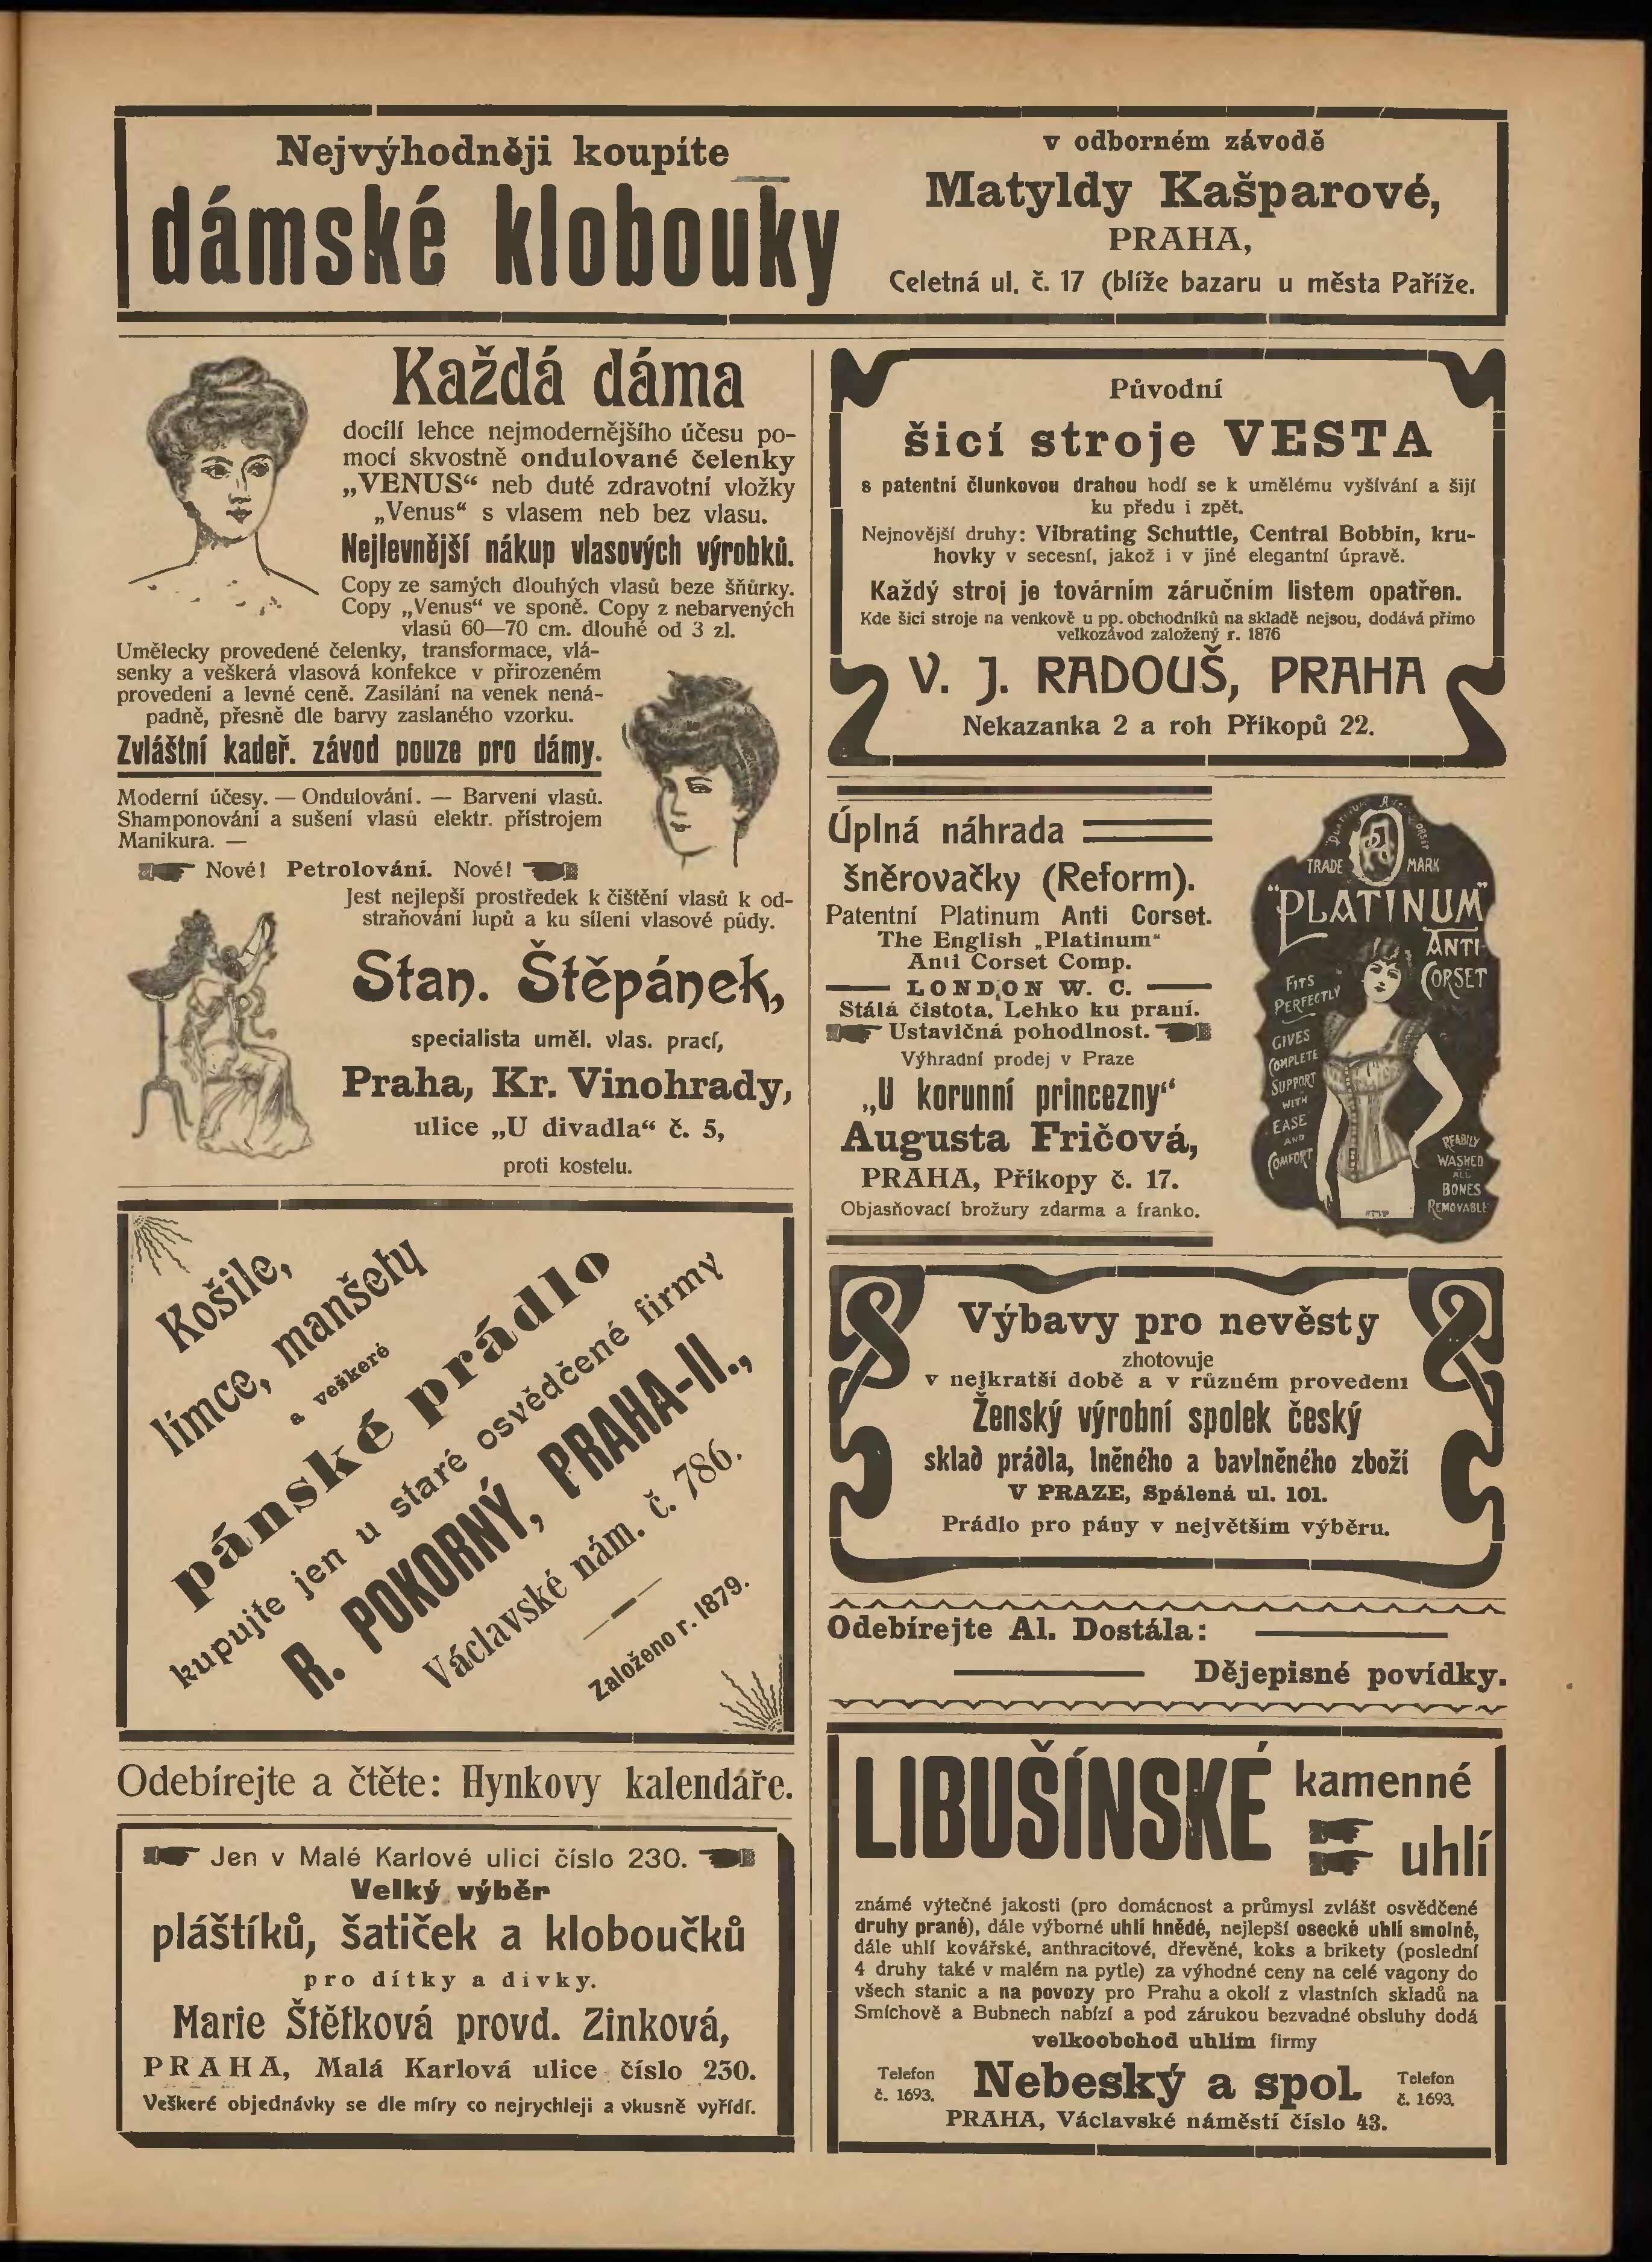 Nejvýhodněji koupíte
dámské klobouky
v odborném závodě
Matyldy Kašparové,
PRAHA,
Celetná ul. č. 17 (blíže bazaru u města Paříže.
Každá dáma
docílí lehce nejmodernějšího účesu po-
mocí skvostně ondulované čelenky
„VENUS“ neb duté zdravotní vložky
„Venus“ s vlasem neb bez vlasu.
Nejlevnější nákup vlasových výrobků.
Copy ze samých dlouhých vlasů beze šňůrky.
Copy „Venus“ ve sponě. Copy z nebarvených
vlasů 60—70 cm. dlouhé od 3 zl.
Umělecky provedené čelenky, transformace, vlá-
senky a veškerá vlasová konfekce v přirozeném
provedení a levné ceně. Zasílání na venek nená-
padně, přesně dle barvy zaslaného vzorku.
Zvláštní kadeř. závod pouze pro dámy.
Moderní účesy. — Ondulování. — Barvení vlasů.
Shamponování a sušení vlasů elektr. přístrojem
Manikura. —
Nové! Petrolování. Nové!
Jest nejlepší prostředek k čištění vlasů k od-
straňování lupů a ku sílení vlasové půdy.
Stan. Štěpánek,
specialista uměl. vlas. prací,
Praha, Kr. Vinohrady,
ulice „U divadla“ č. 5,
proti kostelu.
Košile,
límce, manšety
a veškeré
pánské prádlo
kupujte jen u staré osvědčené firmy
R. POKORNÝ, PRAHA-II.,
Václavské nám. č. 786.
Založeno r. 1879.
Odebírejte a čtěte: Hynkovy kalendáře.
Jen v Malé Karlové ulici číslo 230.
Velký výběr
pláštíků, šatiček a kloboučků
pro dítky a dívky.
Marie Štětková provd. Zinková,
PRAHA, Malá Karlová ulice číslo 230.
Veškeré objednávky se dle míry co nejrychleji a vkusně vyřídí.
Původní
šicí stroje VESTA
s patentní člunkovou drahou hodí se k umělému vyšívání a šijí
ku předu i zpět.
Nejnovější druhy: Vibrating Schuttle, Central Bobbin, kru-
hovky v secesní, jakož i v jiné elegantní úpravě.
Každý stroj je továrním záručním listem opatřen.
Kde šicí stroje na venkově u pp. obchodníků na skladě nejsou, dodává přímo
velkozávod založený r. 1876
V. J. RADOUŠ, PRAHA
Nekazanka 2 a roh Příkopů 22.
Úplná náhrada
šněrovačky (Reform).
Patentní Platinum Anti Corset.
The English „Platinum“
Anti Corset Comp.
LONDON W. C.
Stálá čistota. Lehko ku praní.
Ustavičná pohodlnost.
Výhradní prodej v Praze
„U korunní princezny“
Augusta Fričová,
PRAHA, Příkopy č. 17.
Objasňovací brožury zdarma a franko.
TRADE MARK
"PLATINUM"
ANTI
CORSET
FITS
PERFECTLY
GIVES
COMPLETE
SUPPORT
WITH
EASE
AND
COMFORT
READILY
WASHED
ALL
BONES
REMOVABLE
Výbavy pro nevěsty
zhotovuje
v nejkratší době a v různém provedení
Ženský výrobní spolek český
sklad prádla, lněného a bavlněného zboží
V PRAZE, Spálená ul. 101.
Prádlo pro pány v největším výběru.
Odebírejte Al. Dostála:
Dějepisné povídky.
LIBUŠÍNSKÉ kamenné
uhlí
známé výtečné jakosti (pro domácnost a průmysl zvlášť osvědčené
druhy prané), dále výborné uhlí hnědé, nejlepší osecké uhlí smolné,
dále uhlí kovářské, anthracitové, dřevěné, koks a brikety (poslední
4 druhy také v malém na pytle) za výhodné ceny na celé vagony do
všech stanic a na povozy pro Prahu a okolí z vlastních skladů na
Smíchově a Bubnech nabízí a pod zárukou bezvadné obsluhy dodá
velkoobohod uhlím firmy
Telefon
č. 1693.
Nebeský a spol.
Telefon
č. 1693.
PRAHA, Václavské náměstí číslo 43.